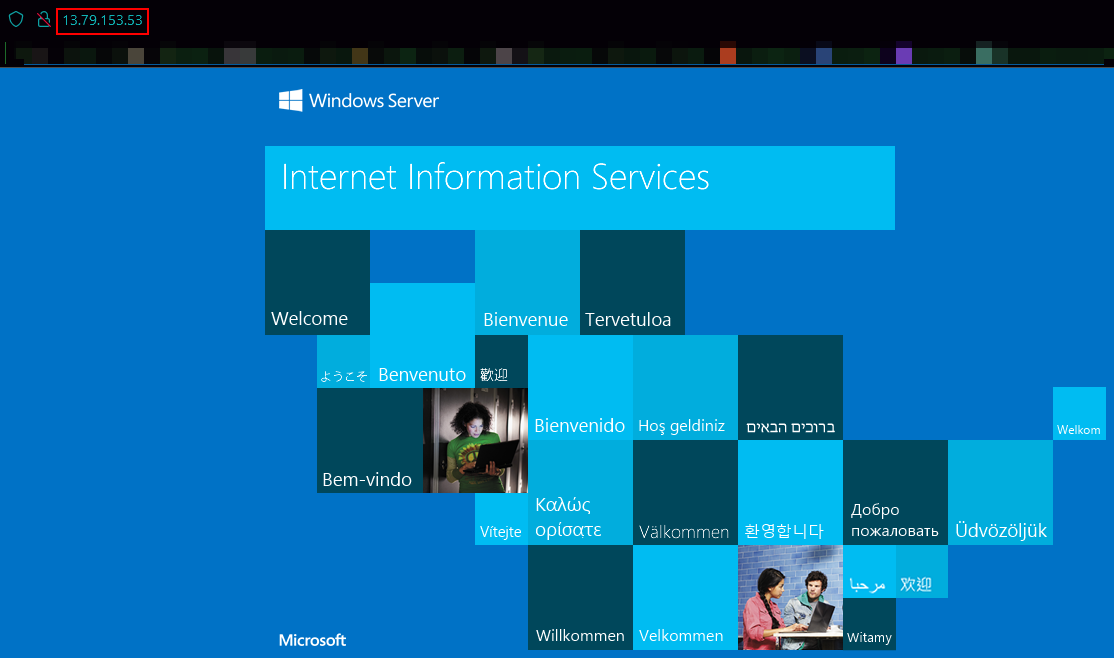 13.79.153.53
Windows Server
Internet Information Services
Welcome
Bienvenue
Tervetuloa
ようこそ
Benvenuto
歡迎
Bienvenido
Hoş geldiniz
ברוכים הבאים
Welkom
Bem-vindo
Vítejte
Καλώς
ορίσατε
Välkommen
환영합니다
Добро
пожаловать
Üdvözöljük
Willkommen
Velkommen
مرحبا
欢迎
Witamy
Microsoft